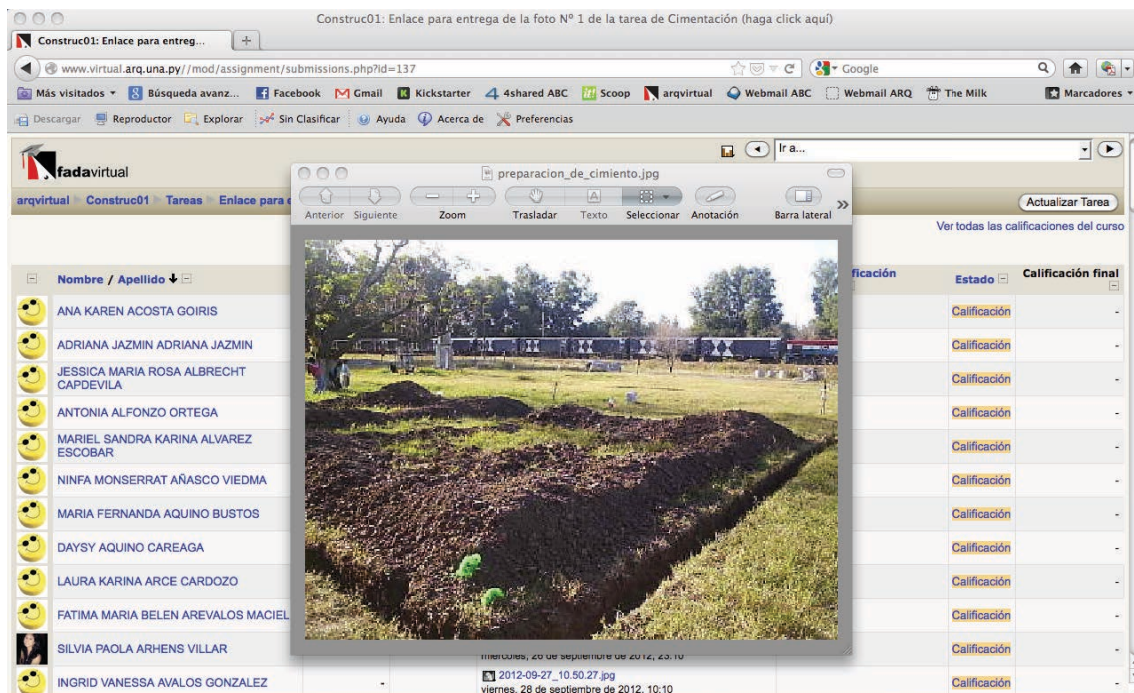 Construc01: Enlace para entrega de la foto Nº 1 de la tarea de Cimentación (haga click aquí)
Construc01: Enlace para entreg...
www.virtual.arq.una.py//mod/assignment/submissions.php?id=137
Google
Más visitados
Búsqueda avanz...
Facebook
Gmail
Kickstarter
4shared ABC
Scoop
arqvirtual
Webmail ABC
Webmail ARQ
The Milk
Marcadores
Descargar
Reproductor
Explorar
Sin Clasificar
Ayuda
Acerca de
Preferencias
fadavirtual
Ir a...
arqvirtual
Construc01
Tareas
Enlace para
Actualizar Tarea
Ver todas las calificaciones del curso
preparacion_de_cimiento.jpg
Anterior
Siguiente
Zoom
Trasladar
Texto
Seleccionar
Anotación
Barra lateral
Nombre / Apellido
ficación
Estado
Calificación final
ANA KAREN ACOSTA GOIRIS
Calificación
-
ADRIANA JAZMIN ADRIANA JAZMIN
Calificación
-
JESSICA MARIA ROSA ALBRECHT
CAPDEVILA
Calificación
-
ANTONIA ALFONZO ORTEGA
Calificación
-
MARIEL SANDRA KARINA ALVAREZ
ESCOBAR
Calificación
-
NINFA MONSERRAT AÑASCO VIEDMA
Calificación
-
MARIA FERNANDA AQUINO BUSTOS
Calificación
-
DAYSY AQUINO CAREAGA
Calificación
-
LAURA KARINA ARCE CARDOZO
Calificación
-
FATIMA MARIA BELEN AREVALOS MACIEL
Calificación
-
SILVIA PAOLA ARHENS VILLAR
miércoles, 26 de septiembre de 2012, 23:10
Calificación
-
INGRID VANESSA AVALOS GONZALEZ
-
2012-09-27_10.50.27.jpg
viernes, 28 de septiembre de 2012, 10:10
Calificación
-